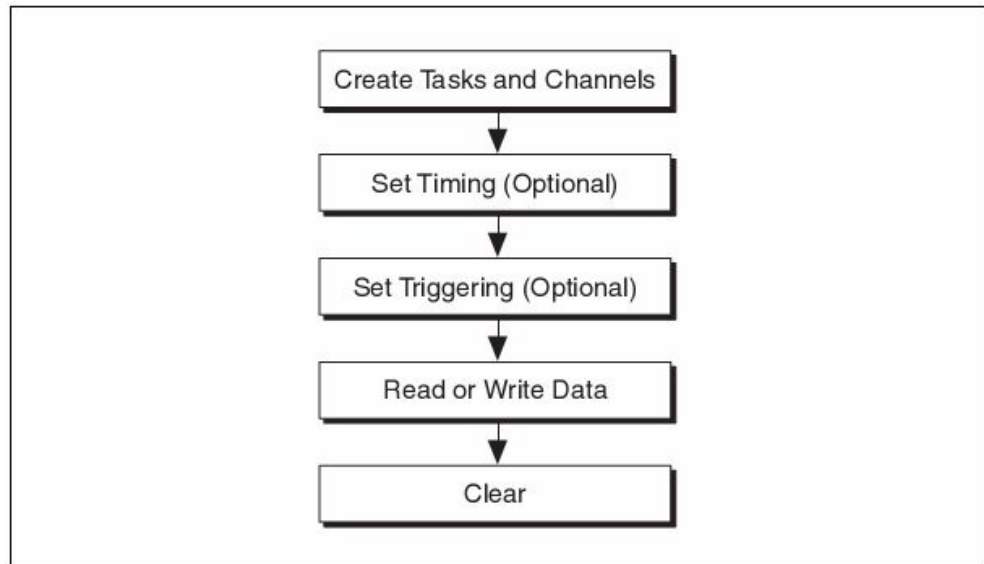 Create Tasks and Channels
Set Timing (Optional)
Set Triggering (Optional)
Read or Write Data
Clear